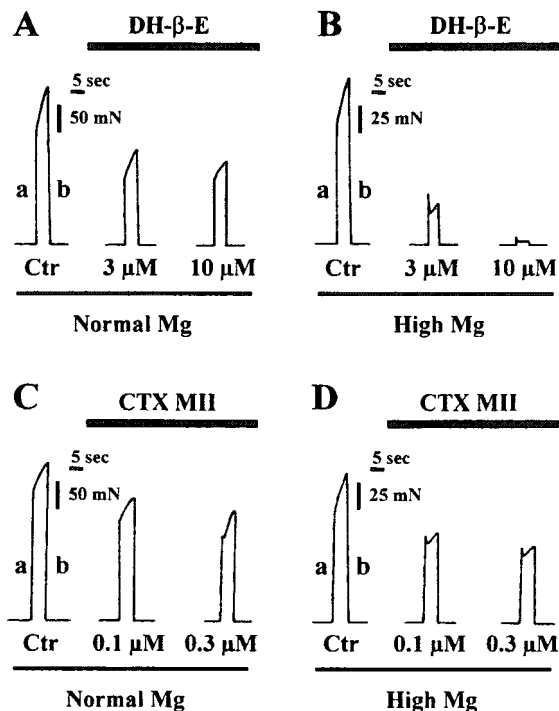 A
DH-β-E
5 sec
50 mN
a b
Ctr 3 μM 10 μM
Normal Mg
B
DH-β-E
5 sec
25 mN
a b
Ctr 3 μM 10 μM
High Mg
C
CTX MII
5 sec
50 mN
a b
Ctr 0.1 μM 0.3 μM
Normal Mg
D
CTX MII
5 sec
25 mN
a b
Ctr 0.1 μM 0.3 μM
High Mg